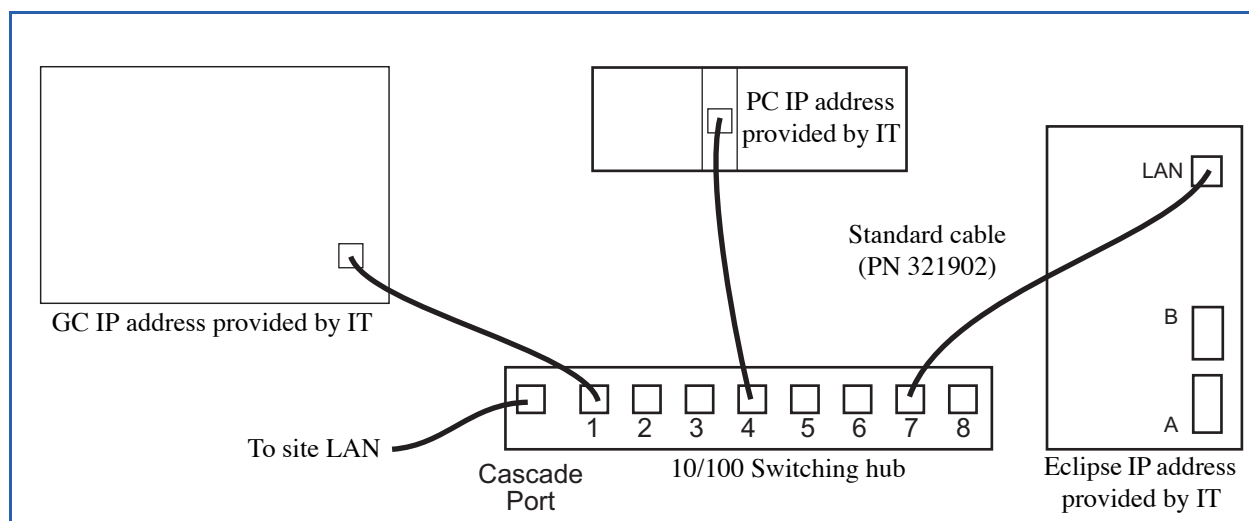 PC IP address
provided by IT
LAN
Standard cable
(PN 321902)
GC IP address provided by IT
B
A
To site LAN
1 2 3 4 5 6 7 8
Cascade
Port
10/100 Switching hub
Eclipse IP address
provided by IT